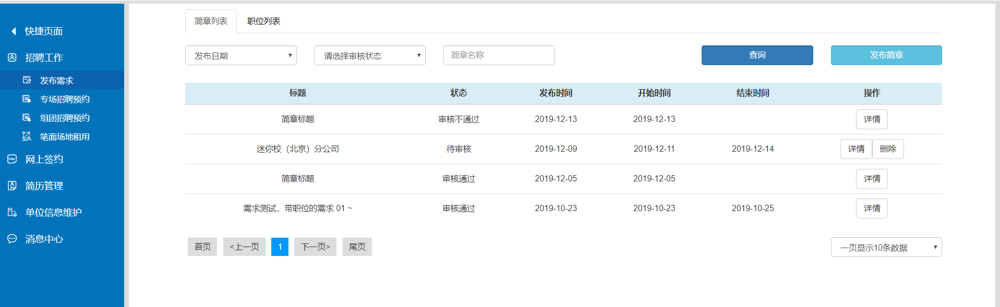 快捷页面
招聘工作
发布需求
专场招聘预约
组团招聘预约
笔面场地租用
网上签约
简历管理
单位信息维护
消息中心
简章列表 职位列表
发布日期 请选择审核状态 简章名称 查询 发布简章
标题 状态 发布时间 开始时间 结束时间 操作
简章标题 审核不通过 2019-12-13 2019-12-13 详情
迷你校（北京）分公司 待审核 2019-12-09 2019-12-11 2019-12-14 详情 删除
简章标题 审核通过 2019-12-05 2019-12-05 详情
需求测试，带职位的需求 01 ~ 审核通过 2019-10-23 2019-10-23 2019-10-25 详情
首页 <上一页 1 下一页> 尾页 一页显示10条数据